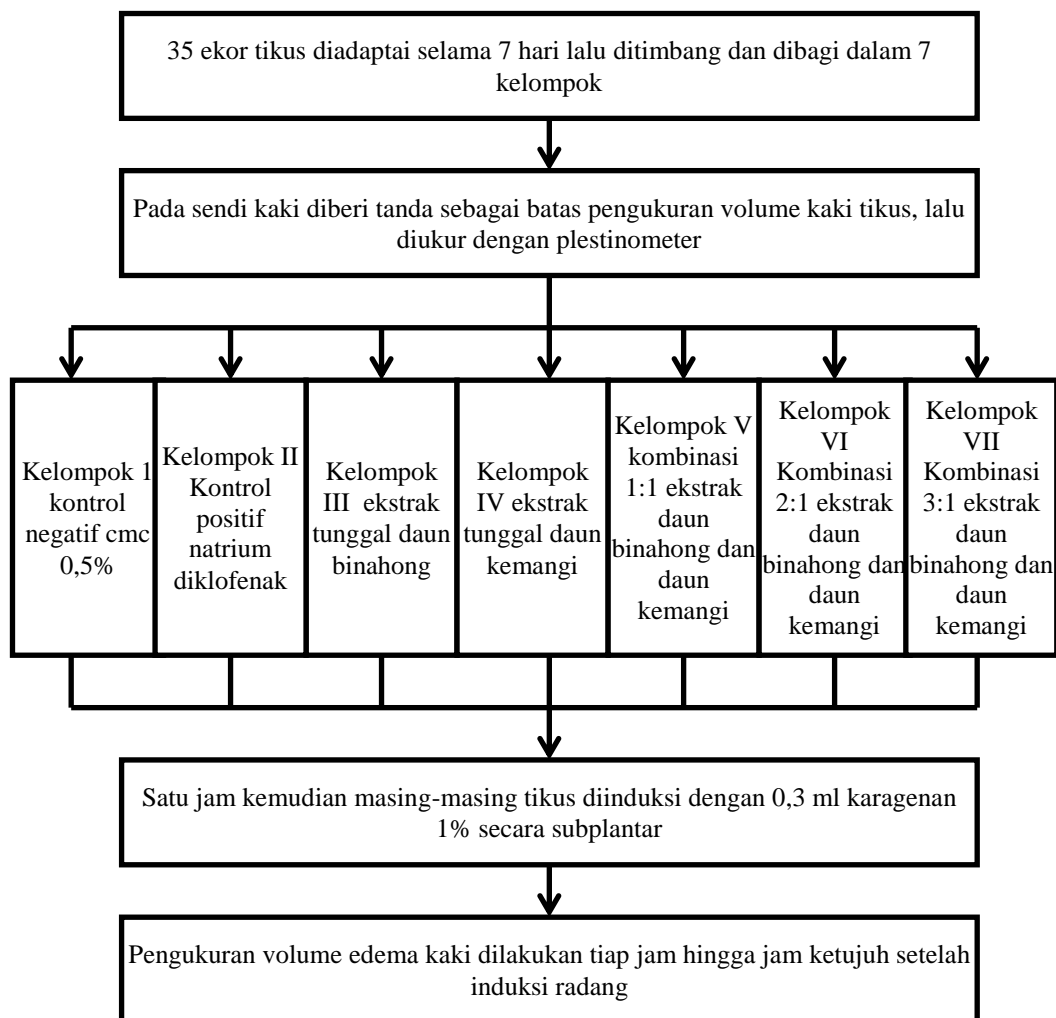 35 ekor tikus diadaptai selama 7 hari lalu ditimbang dan dibagi dalam 7
kelompok
Pada sendi kaki diberi tanda sebagai batas pengukuran volume kaki tikus, lalu
diukur dengan plestinometer
Kelompok 1
kontrol
negatif cmc
0,5%
Kelompok II
Kontrol
positif
natrium
diklofenak
Kelompok
III ekstrak
tunggal daun
binahong
Kelompok
IV ekstrak
tunggal daun
kemangi
Kelompok V
kombinasi
1:1 ekstrak
daun
binahong dan
daun
kemangi
Kelompok
VI
Kombinasi
2:1 ekstrak
daun
binahong dan
daun
kemangi
Kelompok
VII
Kombinasi
3:1 ekstrak
daun
binahong dan
daun
kemangi
Satu jam kemudian masing-masing tikus diinduksi dengan 0,3 ml karagenan
1% secara subplantar
Pengukuran volume edema kaki dilakukan tiap jam hingga jam ketujuh setelah
induksi radang